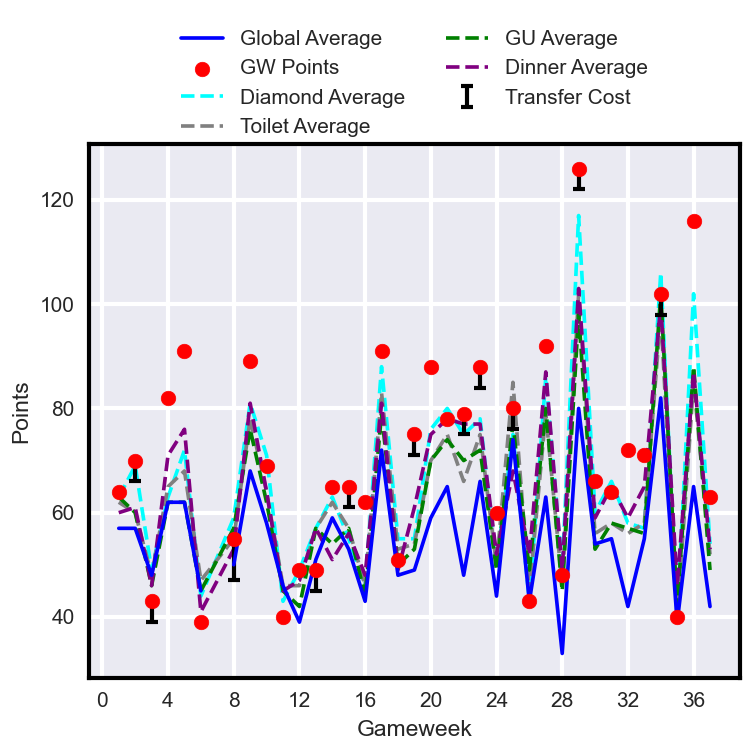 Global Average
GW Points
Diamond Average
Toilet Average
GU Average
Dinner Average
Transfer Cost
120
100
80
60
40
Points
0 4 8 12 16 20 24 28 32 36
Gameweek